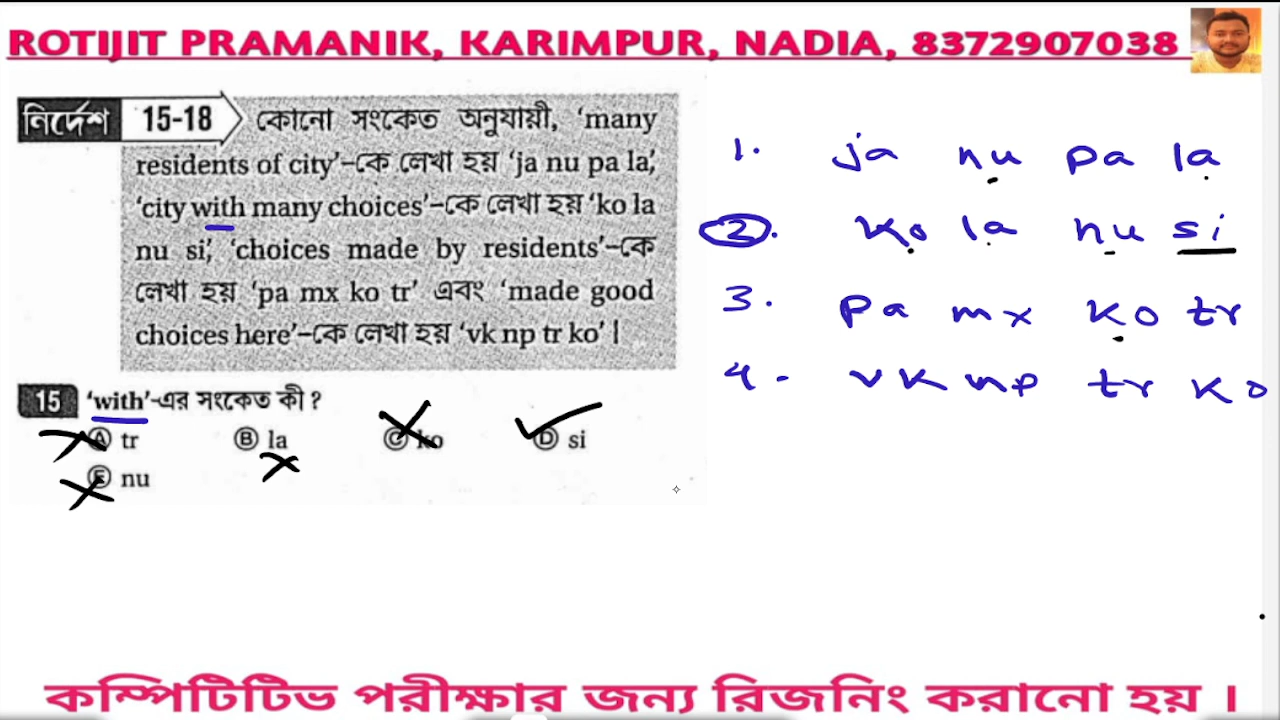 ROTIJIT PRAMANIK, KARIMPUR, NADIA, 8372907038
নির্দেশ 15-18 কোনো সংকেত অনুযায়ী, ‘many
residents of city’–কে লেখা হয় ‘ja nu pa la’,
‘city with many choices’–কে লেখা হয় ‘ko la
nu si’, ‘choices made by residents’–কে
লেখা হয় ‘pa mx ko tr’ এবং ‘made good
choices here’–কে লেখা হয় ‘vk np tr ko’ |
15 ‘with’-এর সংকেত কী ?
Ⓐ tr Ⓑ la Ⓒ ko Ⓓ si
Ⓔ nu
1. ja nu pa la
2. ko la nu si
3. pa mx ko tr
4. vk np tr ko
কম্পিটিটিভ পরীক্ষার জন্য রিজনিং করানো হয় ।